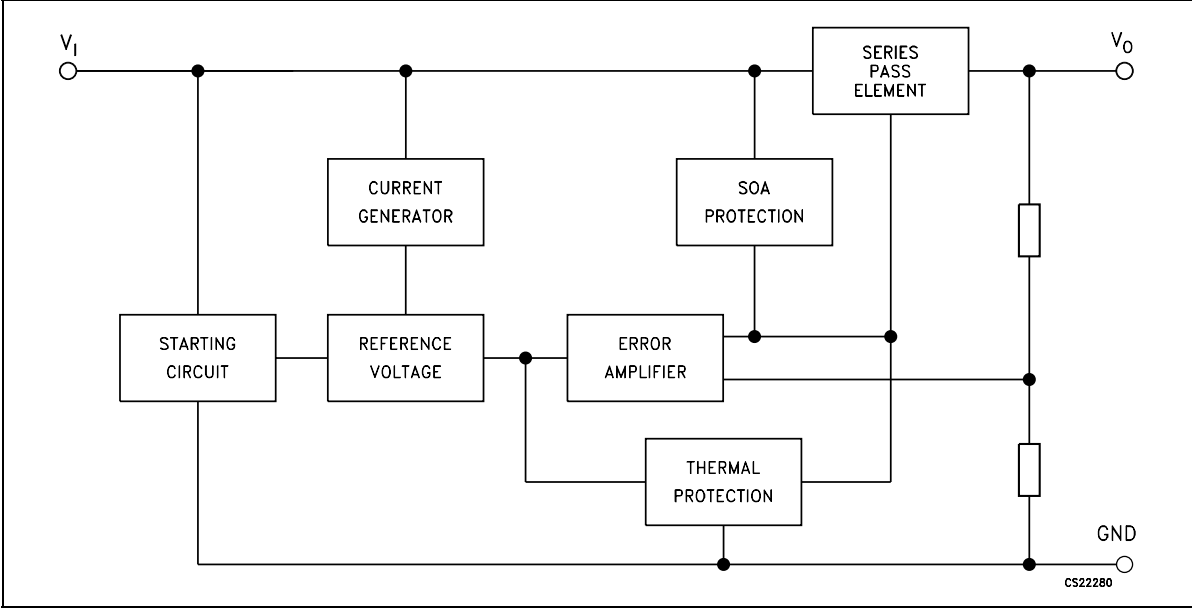 V_I
V_O
SERIES
PASS
ELEMENT
CURRENT
GENERATOR
SOA
PROTECTION
STARTING
CIRCUIT
REFERENCE
VOLTAGE
ERROR
AMPLIFIER
THERMAL
PROTECTION
GND
CS22280